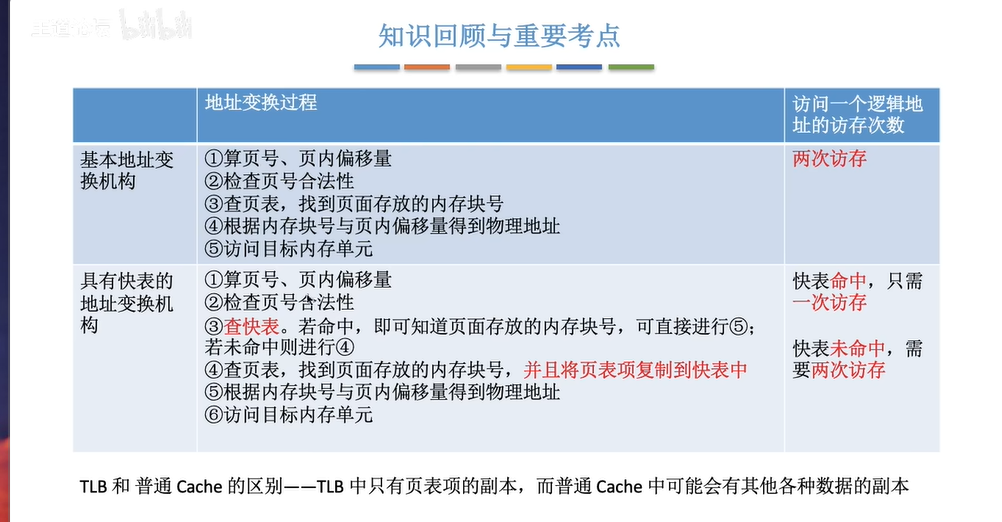 知识回顾与重要考点
地址变换过程
访问一个逻辑地
址的访存次数
基本地址变
换机构
①算页号、页内偏移量
②检查页号合法性
③查页表，找到页面存放的内存块号
④根据内存块号与页内偏移量得到物理地址
⑤访问目标内存单元
两次访存
具有快表的
地址变换机
构
①算页号、页内偏移量
②检查页号合法性
③查快表。若命中，即可知道页面存放的内存块号，可直接进行⑤；
若未命中则进行④
④查页表，找到页面存放的内存块号，并且将页表项复制到快表中
⑤根据内存块号与页内偏移量得到物理地址
⑥访问目标内存单元
快表命中，只需
一次访存
快表未命中，需
要两次访存
TLB 和 普通 Cache 的区别——TLB 中只有页表项的副本，而普通 Cache 中可能会有其他各种数据的副本